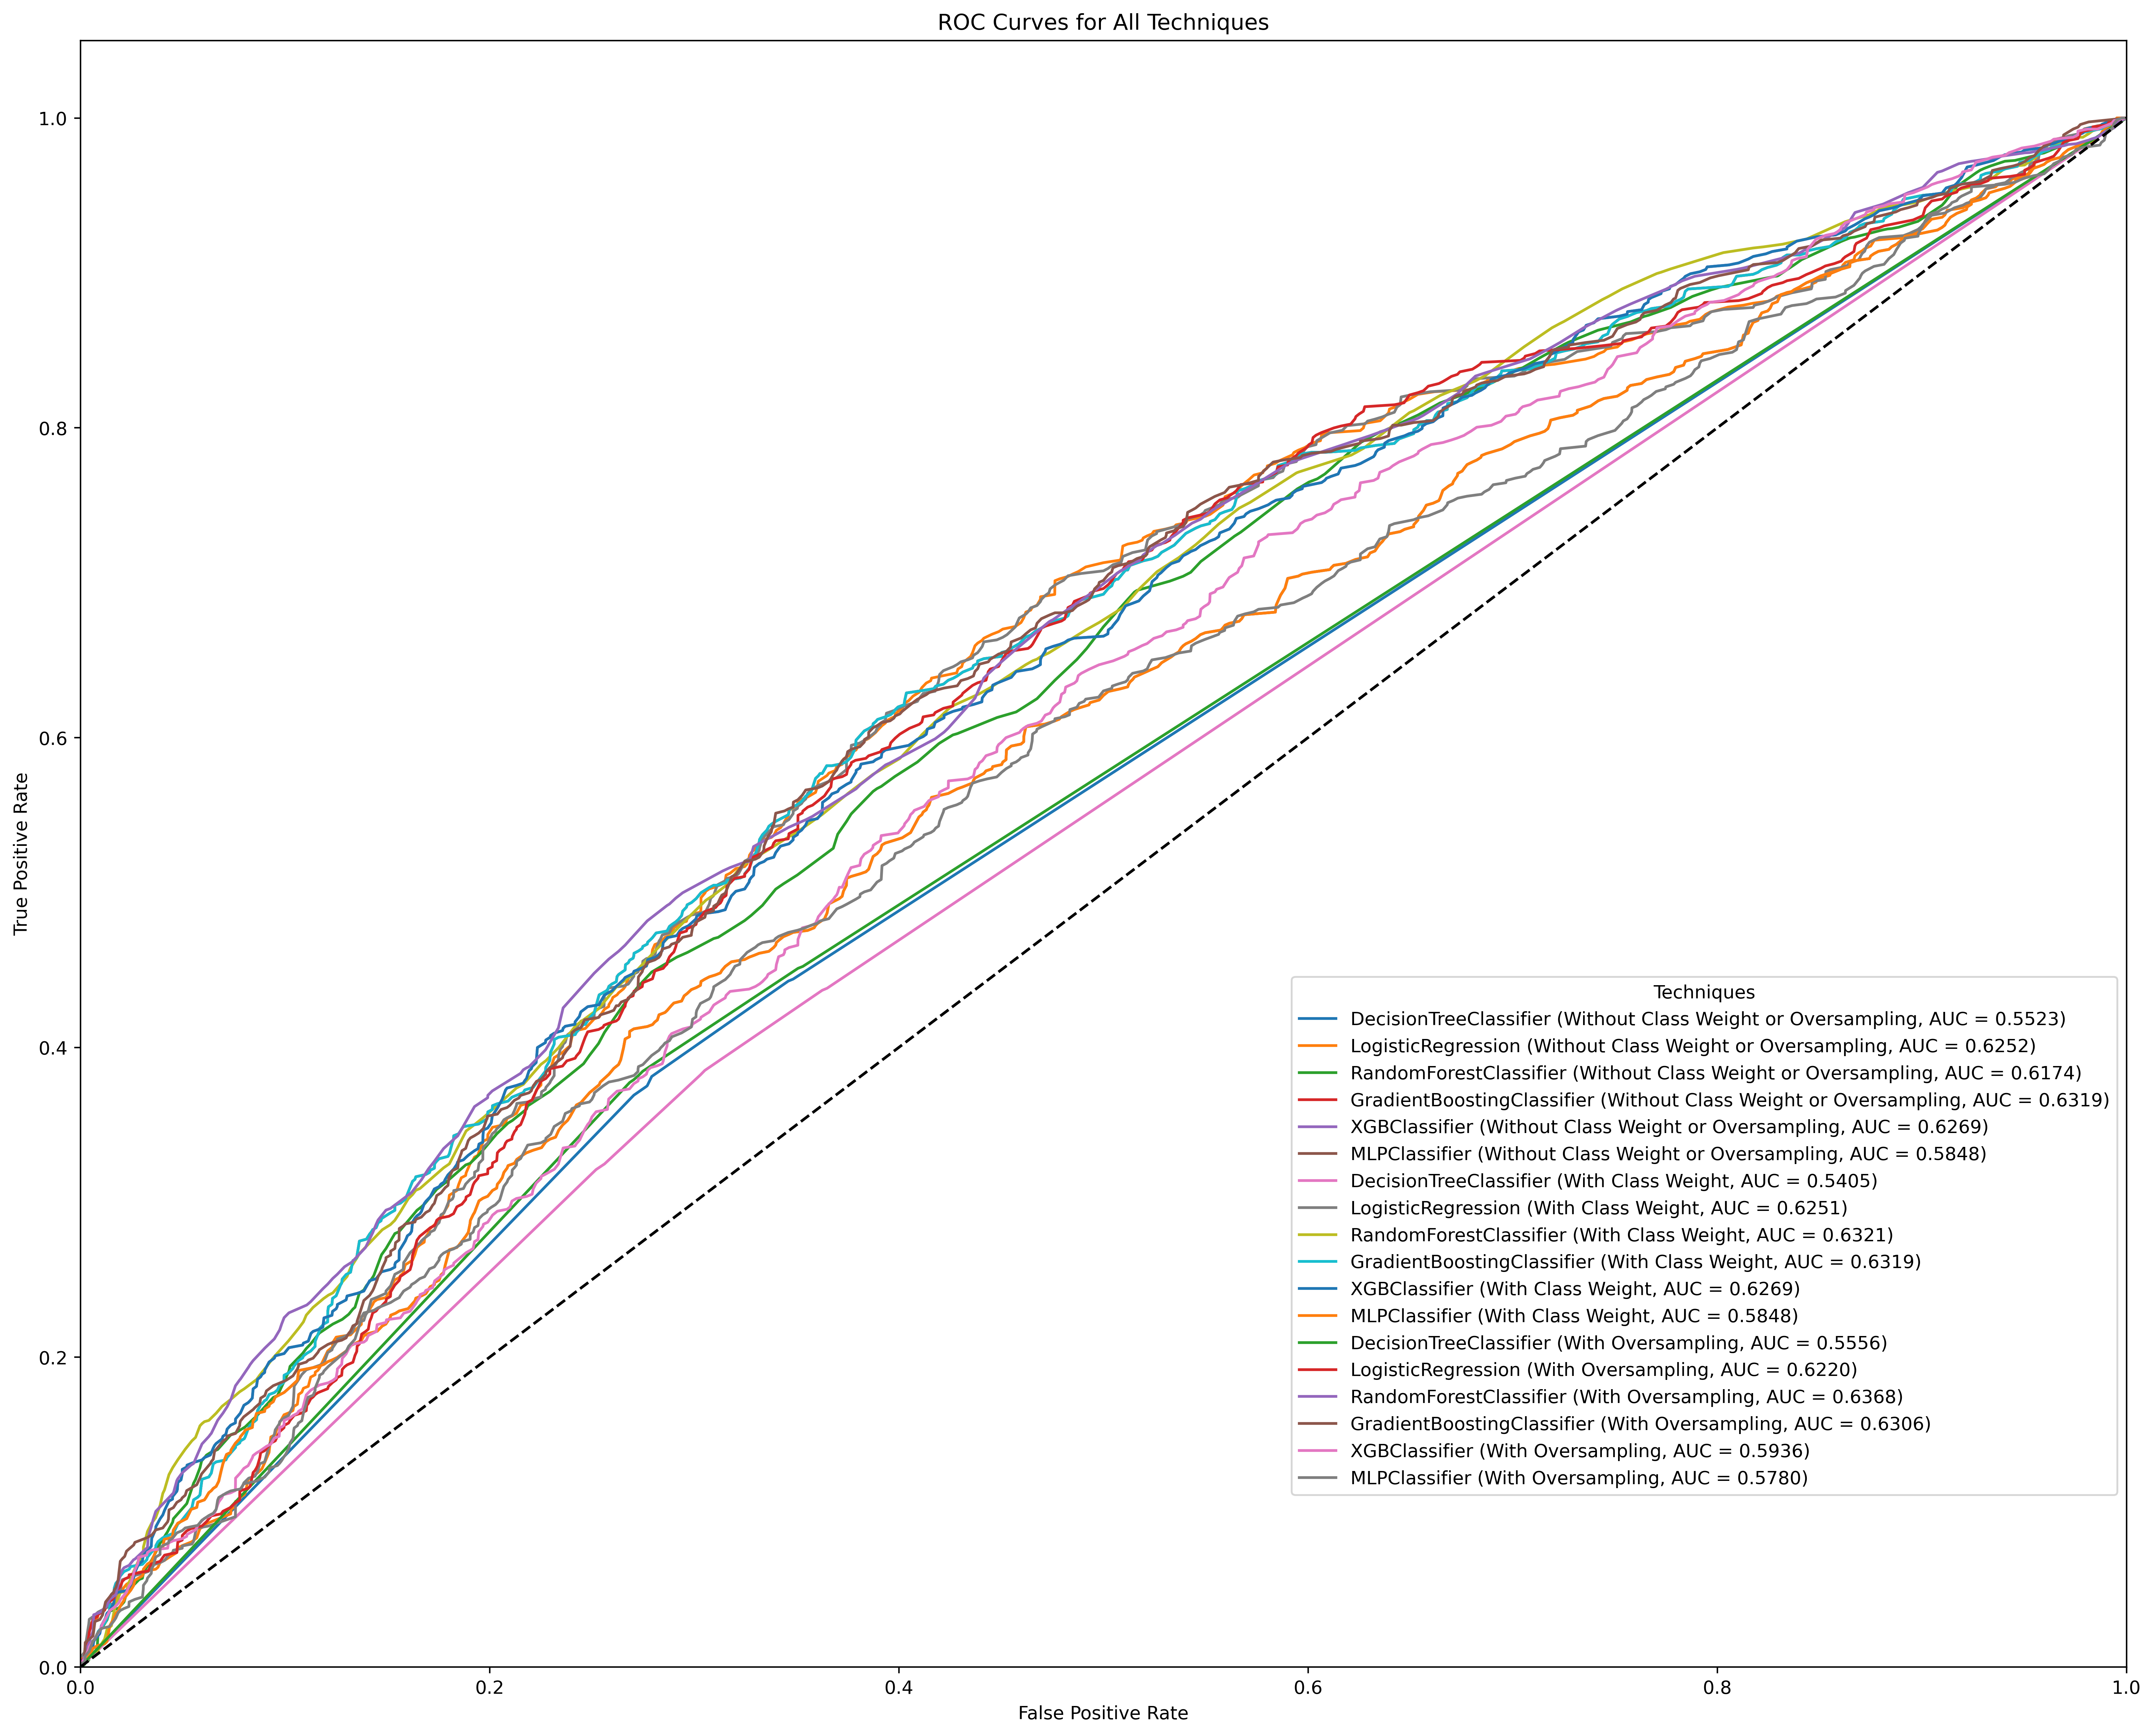 ROC Curves for All Techniques
1.0
0.8
0.6
0.4
0.2
0.0
True Positive Rate
0.0 0.2 0.4 0.6 0.8 1.0
False Positive Rate
Techniques
DecisionTreeClassifier (Without Class Weight or Oversampling, AUC = 0.5523)
LogisticRegression (Without Class Weight or Oversampling, AUC = 0.6252)
RandomForestClassifier (Without Class Weight or Oversampling, AUC = 0.6174)
GradientBoostingClassifier (Without Class Weight or Oversampling, AUC = 0.6319)
XGBClassifier (Without Class Weight or Oversampling, AUC = 0.6269)
MLPClassifier (Without Class Weight or Oversampling, AUC = 0.5848)
DecisionTreeClassifier (With Class Weight, AUC = 0.5405)
LogisticRegression (With Class Weight, AUC = 0.6251)
RandomForestClassifier (With Class Weight, AUC = 0.6321)
GradientBoostingClassifier (With Class Weight, AUC = 0.6319)
XGBClassifier (With Class Weight, AUC = 0.6269)
MLPClassifier (With Class Weight, AUC = 0.5848)
DecisionTreeClassifier (With Oversampling, AUC = 0.5556)
LogisticRegression (With Oversampling, AUC = 0.6220)
RandomForestClassifier (With Oversampling, AUC = 0.6368)
GradientBoostingClassifier (With Oversampling, AUC = 0.6306)
XGBClassifier (With Oversampling, AUC = 0.5936)
MLPClassifier (With Oversampling, AUC = 0.5780)